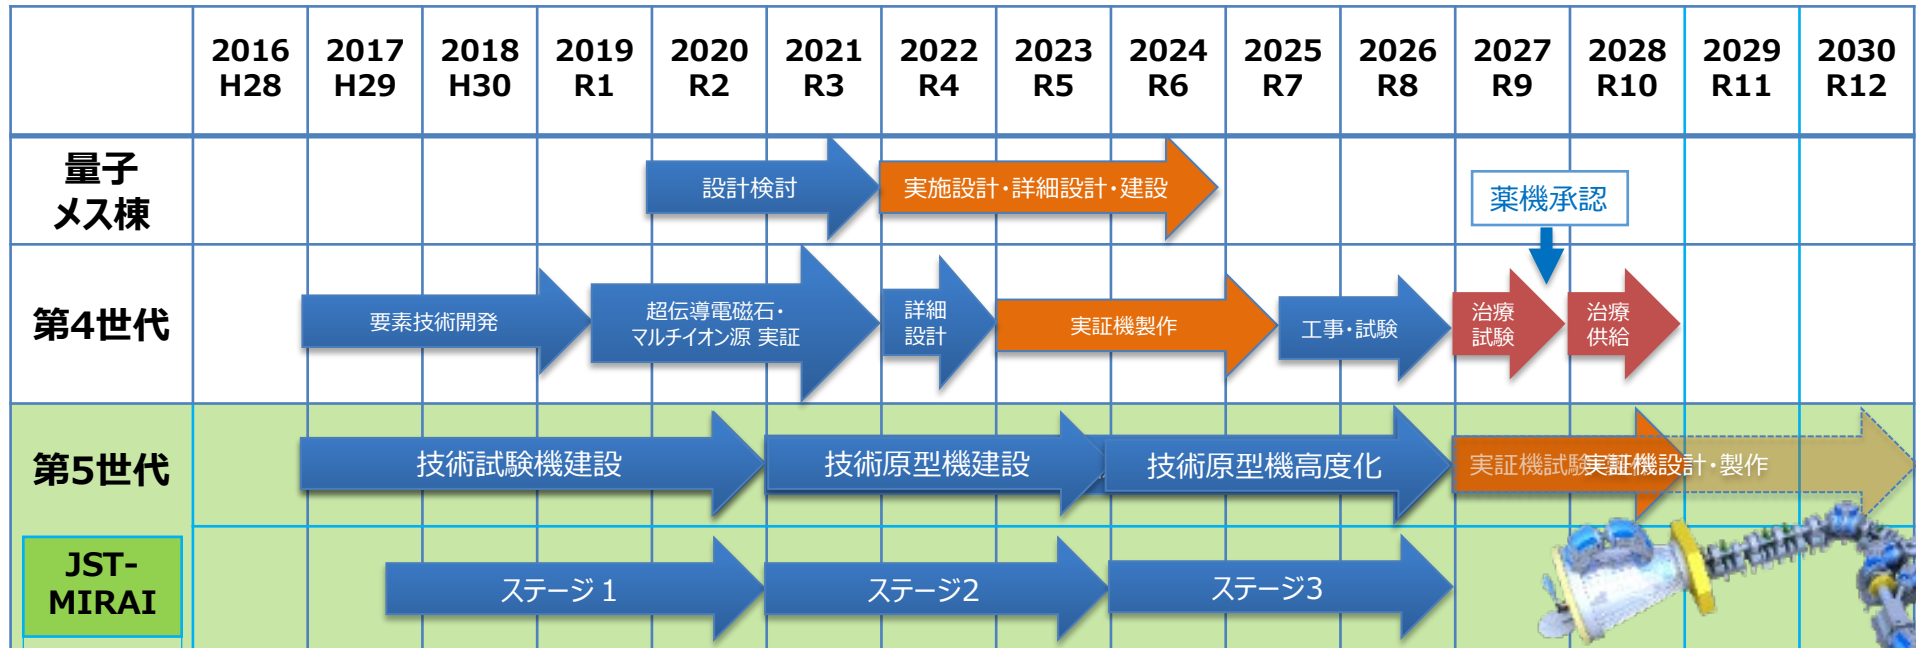 2016 2017 2018 2019 2020 2021 2022 2023 2024 2025 2026 2027 2028 2029 2030
H28 H29 H30 R1 R2 R3 R4 R5 R6 R7 R8 R9 R10 R11 R12
量子
メス棟
設計検討
実施設計・詳細設計・建設
薬機承認
第4世代
要素技術開発
超伝導電磁石・
マルチイオン源 実証
詳細
設計
実証機製作
工事・試験
治療
試験
治療
供給
第5世代
技術試験機建設
技術原型機建設
技術原型機高度化
実証機試験
実証機設計・製作
JST-
MIRAI
ステージ1
ステージ2
ステージ3